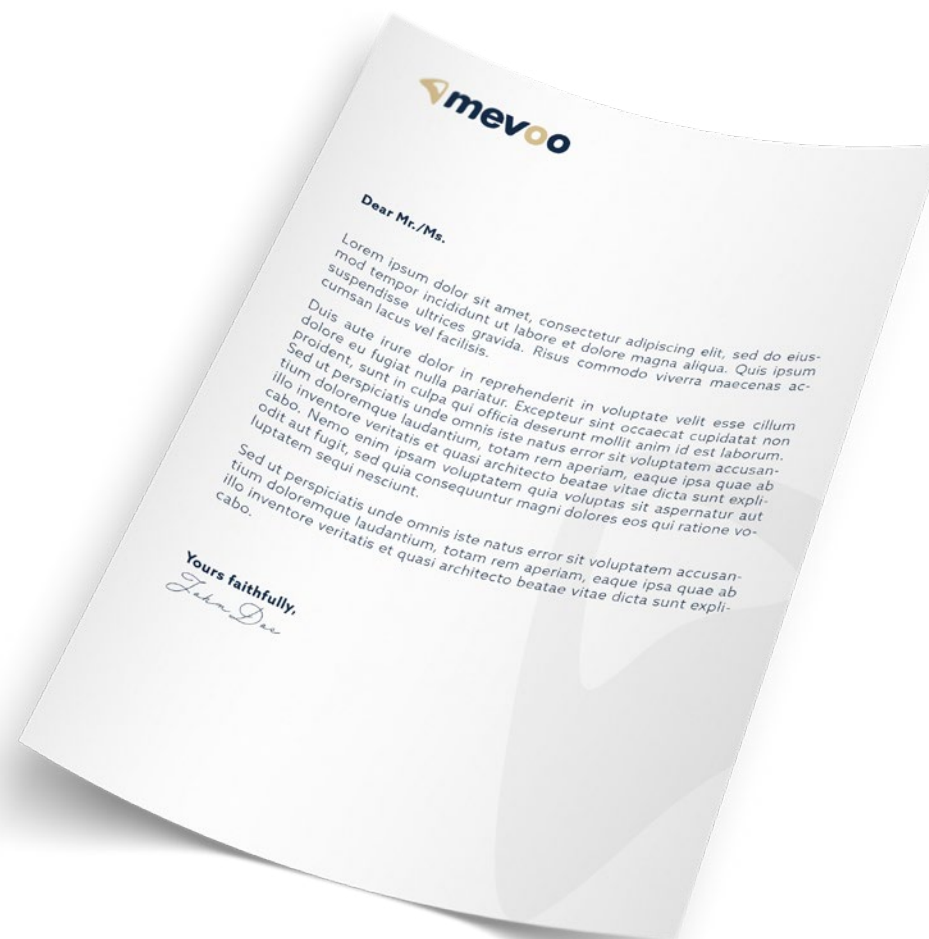 mevoo
Dear Mr./Ms.
Lorem ipsum dolor sit amet, consectetur adipiscing elit, sed do eius-
mod tempor incididunt ut labore et dolore magna aliqua. Quis ipsum
suspendisse ultrices gravida. Risus commodo viverra maecenas ac-
cumsan lacus vel facilisis.
Duis aute irure dolor in reprehenderit in voluptate velit esse cillum
dolore eu fugiat nulla pariatur. Excepteur sint occaecat cupidatat non
proident, sunt in culpa qui officia deserunt mollit anim id est laborum.
Sed ut perspiciatis unde omnis iste natus error sit voluptatem accusan-
tium doloremque laudantium, totam rem aperiam, eaque ipsa quae ab
illo inventore veritatis et quasi architecto beatae vitae dicta sunt expli-
cabo. Nemo enim ipsam voluptatem quia voluptas sit aspernatur aut
odit aut fugit, sed quia consequuntur magni dolores eos qui ratione vo-
luptatem sequi nesciunt.
Sed ut perspiciatis unde omnis iste natus error sit voluptatem accusan-
tium doloremque laudantium, totam rem aperiam, eaque ipsa quae ab
illo inventore veritatis et quasi architecto beatae vitae dicta sunt expli-
cabo.
Yours faithfully,
John Doe